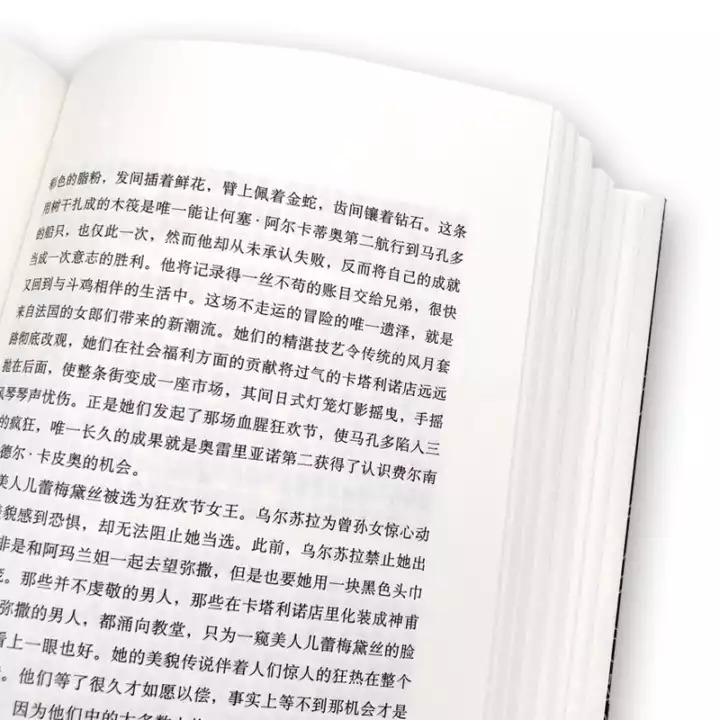 彩色的脂粉，发间插着鲜花，臂上佩着金蛇，齿间镶着钻石。这条
用树干扎成的木筏是唯一能让何塞·阿尔卡蒂奥第二航行到马孔多
的船只，也仅此一次，然而他却从未承认失败，反而将自己的成就
当成一次意志的胜利。他将记录得一丝不苟的账目交给兄弟，很快
又回到与斗鸡相伴的生活中。这场不走运的冒险的唯一遗泽，就是
来自法国的女郎们带来的新潮流。她们的精湛技艺令传统的风月套
路彻底改观，她们在社会福利方面的贡献将过气的卡塔利诺店远远
抛在后面，使整条街变成一座市场，其间日式灯笼灯影摇曳，手摇
风琴琴声忧伤。正是她们发起了那场血腥狂欢节，使马孔多陷入三
的疯狂，唯一长久的成果就是奥雷里亚诺第二获得了认识费尔南
德尔·卡皮奥的机会。
美人儿蕾梅黛丝被选为狂欢节女王。乌尔苏拉为曾孙女惊心动
美貌感到恐惧，却无法阻止她当选。此前，乌尔苏拉禁止她出
非是和阿玛兰妲一起去望弥撒，但是也要她用一块黑色头巾
。那些并不虔敬的男人，那些在卡塔利诺店里化装成神甫
弥撒的男人，都涌向教堂，只为一窥美人儿蕾梅黛丝的脸
看上一眼也好。她的美貌传说伴着人们惊人的狂热在整个
。他们等了很久才如愿以偿，事实上等不到那机会才是
因为他们中的大多数人